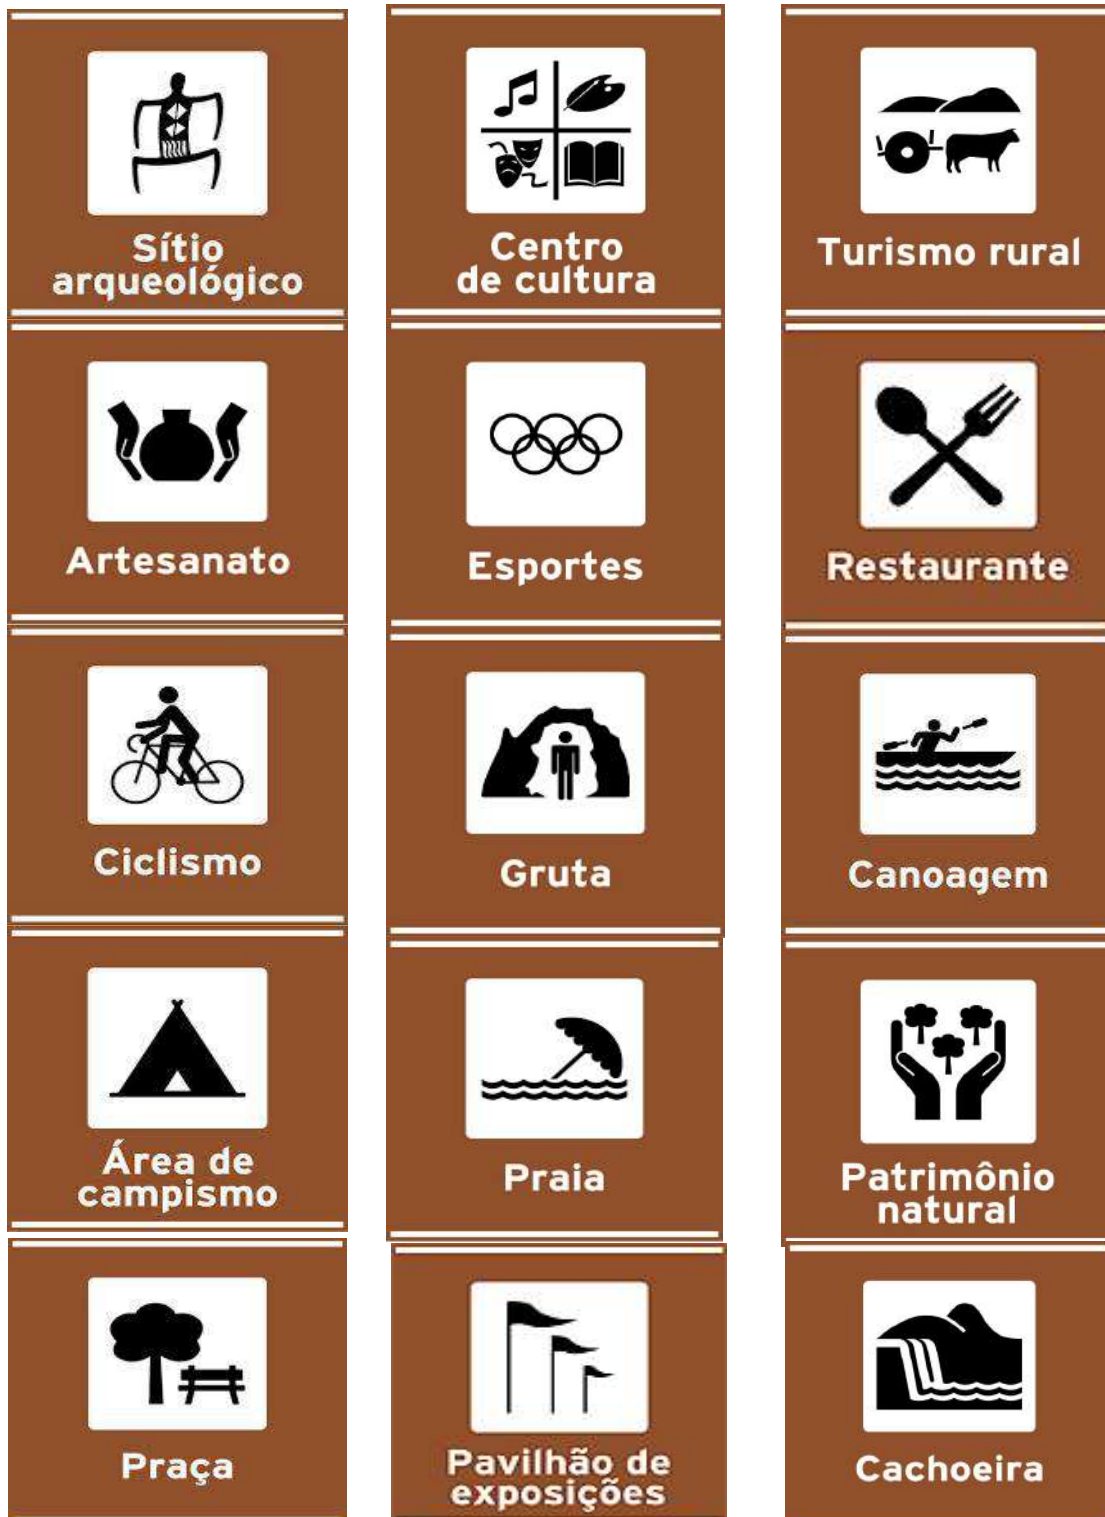 Sítio
arqueológico
Centro
de cultura
Turismo rural
Artesanato
Esportes
Restaurante
Ciclismo
Gruta
Canoagem
Área de
campismo
Praia
Patrimônio
natural
Praça
Pavilhão de
exposições
Cachoeira